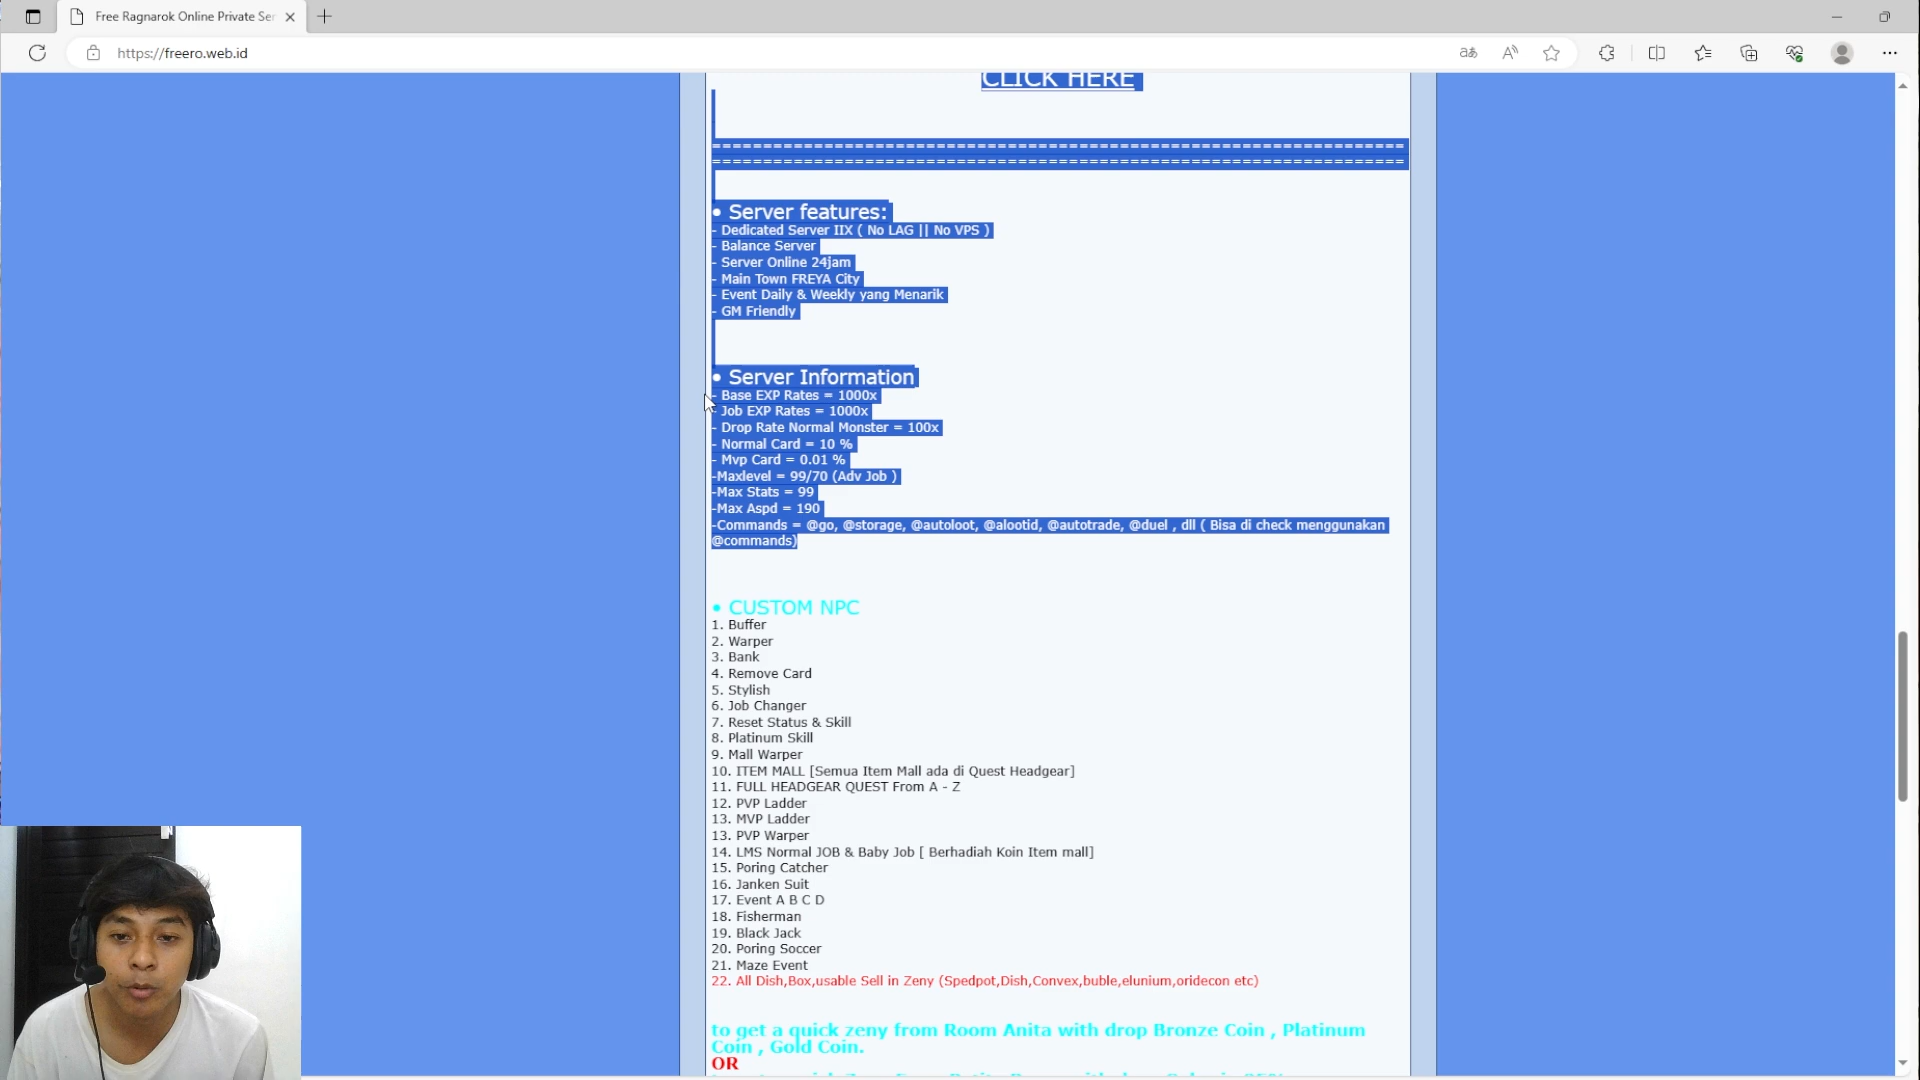 Free Ragnarok Online Private Ser
https://freero.web.id
CLICK HERE
====================================================================
====================================================================
• Server features:
- Dedicated Server IIX ( No LAG || No VPS )
- Balance Server
- Server Online 24jam
- Main Town FREYA City
- Event Daily & Weekly yang Menarik
- GM Friendly
• Server Information
- Base EXP Rates = 1000x
- Job EXP Rates = 1000x
- Drop Rate Normal Monster = 100x
- Normal Card = 10 %
- Mvp Card = 0.01 %
-Maxlevel = 99/70 (Adv Job )
-Max Stats = 99
-Max Aspd = 190
-Commands = @go, @storage, @autoloot, @alootid, @autotrade, @duel , dll ( Bisa di check menggunakan
@commands)
• CUSTOM NPC
1. Buffer
2. Warper
3. Bank
4. Remove Card
5. Stylish
6. Job Changer
7. Reset Status & Skill
8. Platinum Skill
9. Mall Warper
10. ITEM MALL [Semua Item Mall ada di Quest Headgear]
11. FULL HEADGEAR QUEST From A - Z
12. PVP Ladder
13. MVP Ladder
13. PVP Warper
14. LMS Normal JOB & Baby Job [ Berhadiah Koin Item mall]
15. Poring Catcher
16. Janken Suit
17. Event A B C D
18. Fisherman
19. Black Jack
20. Poring Soccer
21. Maze Event
22. All Dish,Box,usable Sell in Zeny (Spedpot,Dish,Convex,buble,elunium,oridecon etc)
to get a quick zeny from Room Anita with drop Bronze Coin , Platinum
Coin , Gold Coin.
OR